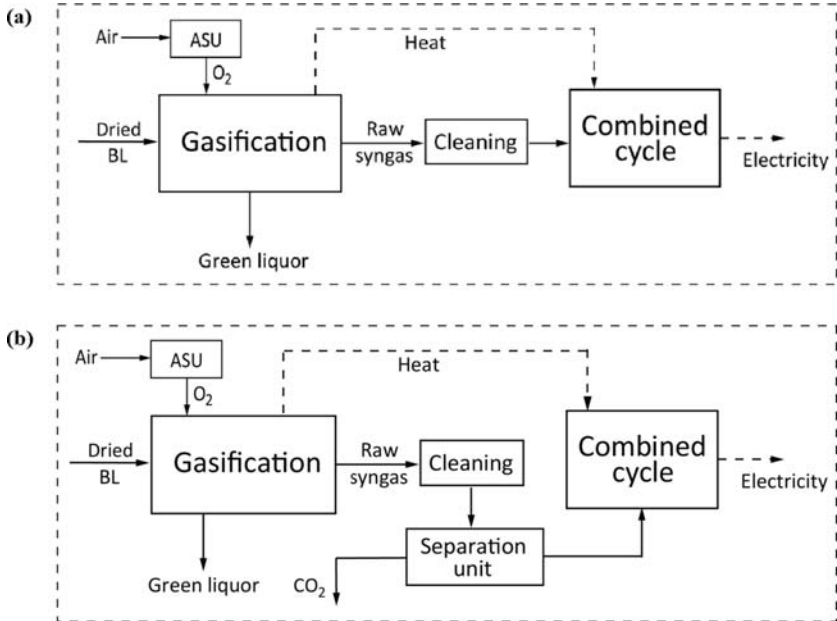 (a)
Air
ASU
O2
Heat
Dried
BL
Gasification
Raw
syngas
Cleaning
Combined
cycle
Electricity
Green liquor
(b)
Air
ASU
O2
Heat
Dried
BL
Gasification
Raw
syngas
Cleaning
Combined
cycle
Electricity
Separation
unit
Green liquor
CO2